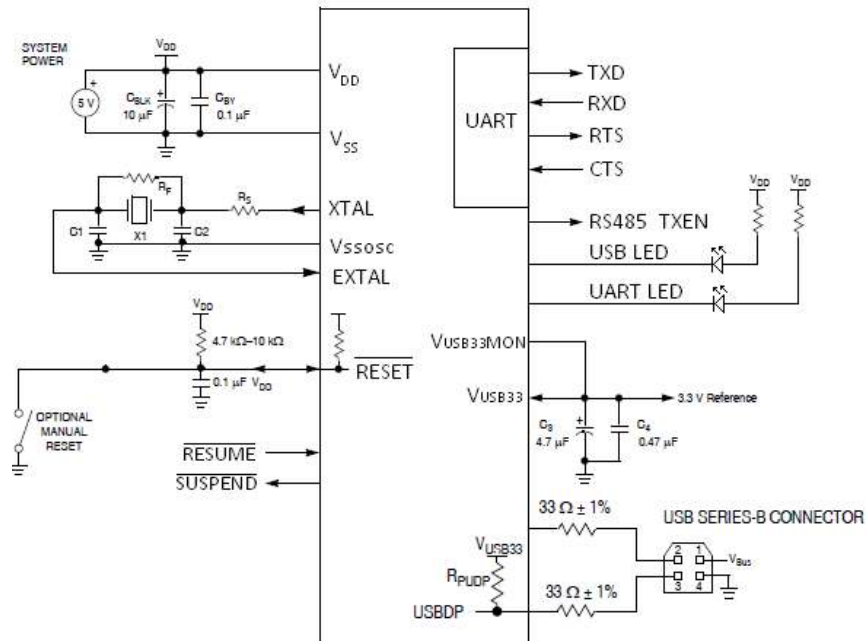 SYSTEM
POWER
VDD
5 V
CBLK
10 µF
CBY
0.1 µF
VDD
VSS
RF
RS
C1
X1
C2
XTAL
VSSOSC
EXTAL
VDD
4.7 kΩ–10 kΩ
0.1 µF VDD
RESET
OPTIONAL
MANUAL
RESET
RESUME
SUSPEND
UART
TXD
RXD
RTS
CTS
RS485 TXEN
USB LED
UART LED
VDD
VDD
VUSB33MON
VUSB33
3.3 V Reference
C3
4.7 µF
C4
0.47 µF
33 Ω ± 1%
USB SERIES-B CONNECTOR
VUSB33
RPUDP
33 Ω ± 1%
USBDP
2 1
3 4
VBus